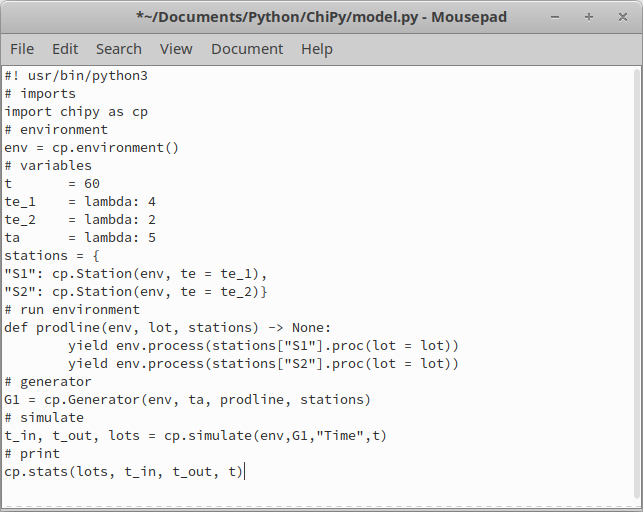 *~/Documents/Python/ChiPy/model.py - Mousepad
File Edit Search View Document Help
#! usr/bin/python3
# imports
import chipy as cp
# environment
env = cp.environment()
# variables
t       = 60
te_1    = lambda: 4
te_2    = lambda: 2
ta      = lambda: 5
stations = {
"S1": cp.Station(env, te = te_1),
"S2": cp.Station(env, te = te_2)}
# run environment
def prodline(env, lot, stations) -> None:
        yield env.process(stations["S1"].proc(lot = lot))
        yield env.process(stations["S2"].proc(lot = lot))
# generator
G1 = cp.Generator(env, ta, prodline, stations)
# simulate
t_in, t_out, lots = cp.simulate(env,G1,"Time",t)
# print
cp.stats(lots, t_in, t_out, t)